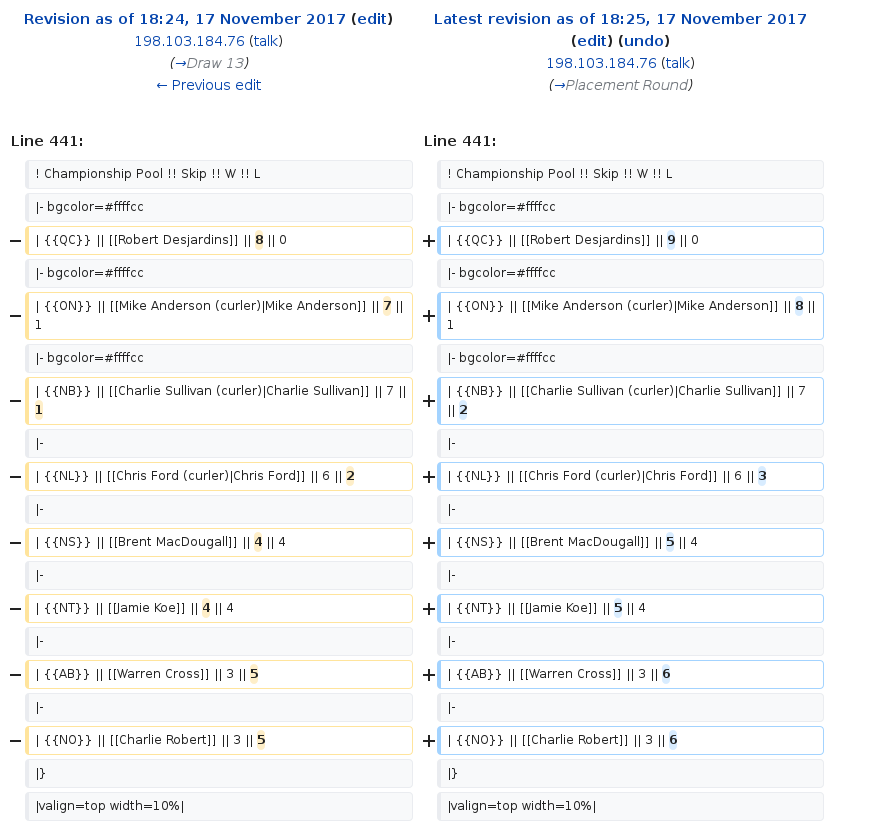 Revision as of 18:24, 17 November 2017 (edit)
198.103.184.76 (talk)
(→Draw 13)
← Previous edit
Latest revision as of 18:25, 17 November 2017
(edit) (undo)
198.103.184.76 (talk)
(→Placement Round)
Line 441:
Line 441:
! Championship Pool !! Skip !! W !! L
! Championship Pool !! Skip !! W !! L
|- bgcolor=#ffffcc
|- bgcolor=#ffffcc
− | {{QC}} || [[Robert Desjardins]] || 8 || 0
+ | {{QC}} || [[Robert Desjardins]] || 9 || 0
|- bgcolor=#ffffcc
|- bgcolor=#ffffcc
− | {{ON}} || [[Mike Anderson (curler)|Mike Anderson]] || 7 ||
1
+ | {{ON}} || [[Mike Anderson (curler)|Mike Anderson]] || 8 ||
1
|- bgcolor=#ffffcc
|- bgcolor=#ffffcc
− | {{NB}} || [[Charlie Sullivan (curler)|Charlie Sullivan]] || 7 ||
1
+ | {{NB}} || [[Charlie Sullivan (curler)|Charlie Sullivan]] || 7
|| 2
|-
|-
− | {{NL}} || [[Chris Ford (curler)|Chris Ford]] || 6 || 2
+ | {{NL}} || [[Chris Ford (curler)|Chris Ford]] || 6 || 3
|-
|-
− | {{NS}} || [[Brent MacDougall]] || 4 || 4
+ | {{NS}} || [[Brent MacDougall]] || 5 || 4
|-
|-
− | {{NT}} || [[Jamie Koe]] || 4 || 4
+ | {{NT}} || [[Jamie Koe]] || 5 || 4
|-
|-
− | {{AB}} || [[Warren Cross]] || 3 || 5
+ | {{AB}} || [[Warren Cross]] || 3 || 6
|-
|-
− | {{NO}} || [[Charlie Robert]] || 3 || 5
+ | {{NO}} || [[Charlie Robert]] || 3 || 6
|}
|}
|valign=top width=10%|
|valign=top width=10%|